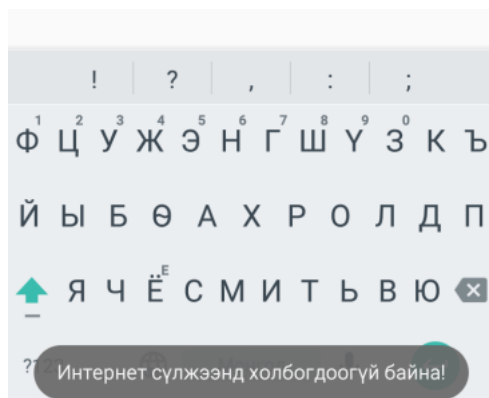 ! ? , : ;
1 2 3 4 5 6 7 8 9 0
Ф Ц У Ж Э Н Г Ш Ү З К Ъ
Й Ы Б Ө А Х Р О Л Д П
Я Ч Ё E С М И Т Ь В Ю
Интернет сүлжээнд холбогдоогүй байна!